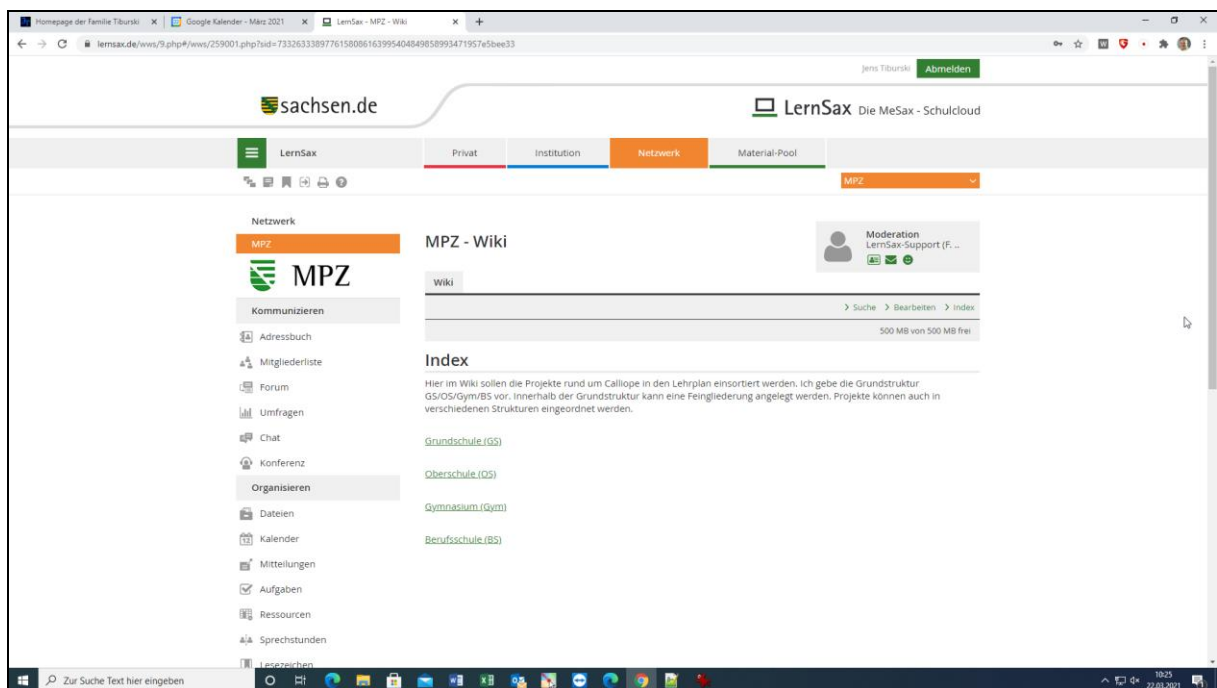 Homepage der Familie Tiburski
Google Kalender - März 2021
LernSax - MPZ - Wiki
lernsax.de/wws/9.php#/wws/259001.php?sid=7332633389776158086163995404849858993471957e5bee33
Jens Tiburski
Abmelden
sachsen.de
LernSax Die MeSax - Schulcloud
LernSax
Privat
Institution
Netzwerk
Material-Pool
MPZ
Netzwerk
MPZ
MPZ
Kommunizieren
Adressbuch
Mitgliederliste
Forum
Umfragen
Chat
Konferenz
Organisieren
Dateien
Kalender
Mitteilungen
Aufgaben
Ressourcen
Sprechstunden
Lesezeichen
MPZ - Wiki
Moderation
LernSax-Support (F. ..
Wiki
Suche
Bearbeiten
Index
500 MB von 500 MB frei
Index
Hier im Wiki sollen die Projekte rund um Calliope in den Lehrplan einsortiert werden. Ich gebe die Grundstruktur
GS/OS/Gym/BS vor. Innerhalb der Grundstruktur kann eine Feingliederung angelegt werden. Projekte können auch in
verschiedenen Strukturen eingeordnet werden.
Grundschule (GS)
Oberschule (OS)
Gymnasium (Gym)
Berufsschule (BS)
Zur Suche Text hier eingeben
10:25
22.03.2021